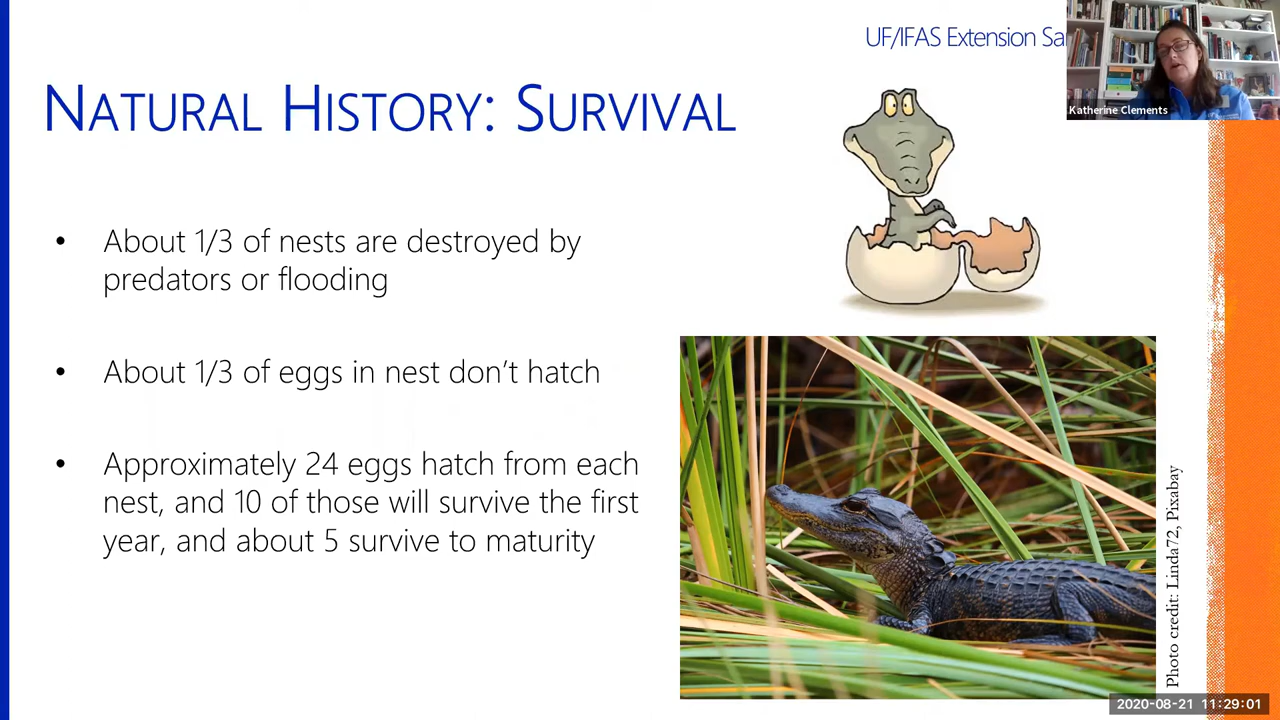 UF/IFAS Extension
Katherine Clements
NATURAL HISTORY: SURVIVAL
• About 1/3 of nests are destroyed by
predators or flooding
• About 1/3 of eggs in nest don’t hatch
• Approximately 24 eggs hatch from each
nest, and 10 of those will survive the first
year, and about 5 survive to maturity
Photo credit: Linda72, Pixabay
2020-08-21 11:29:01